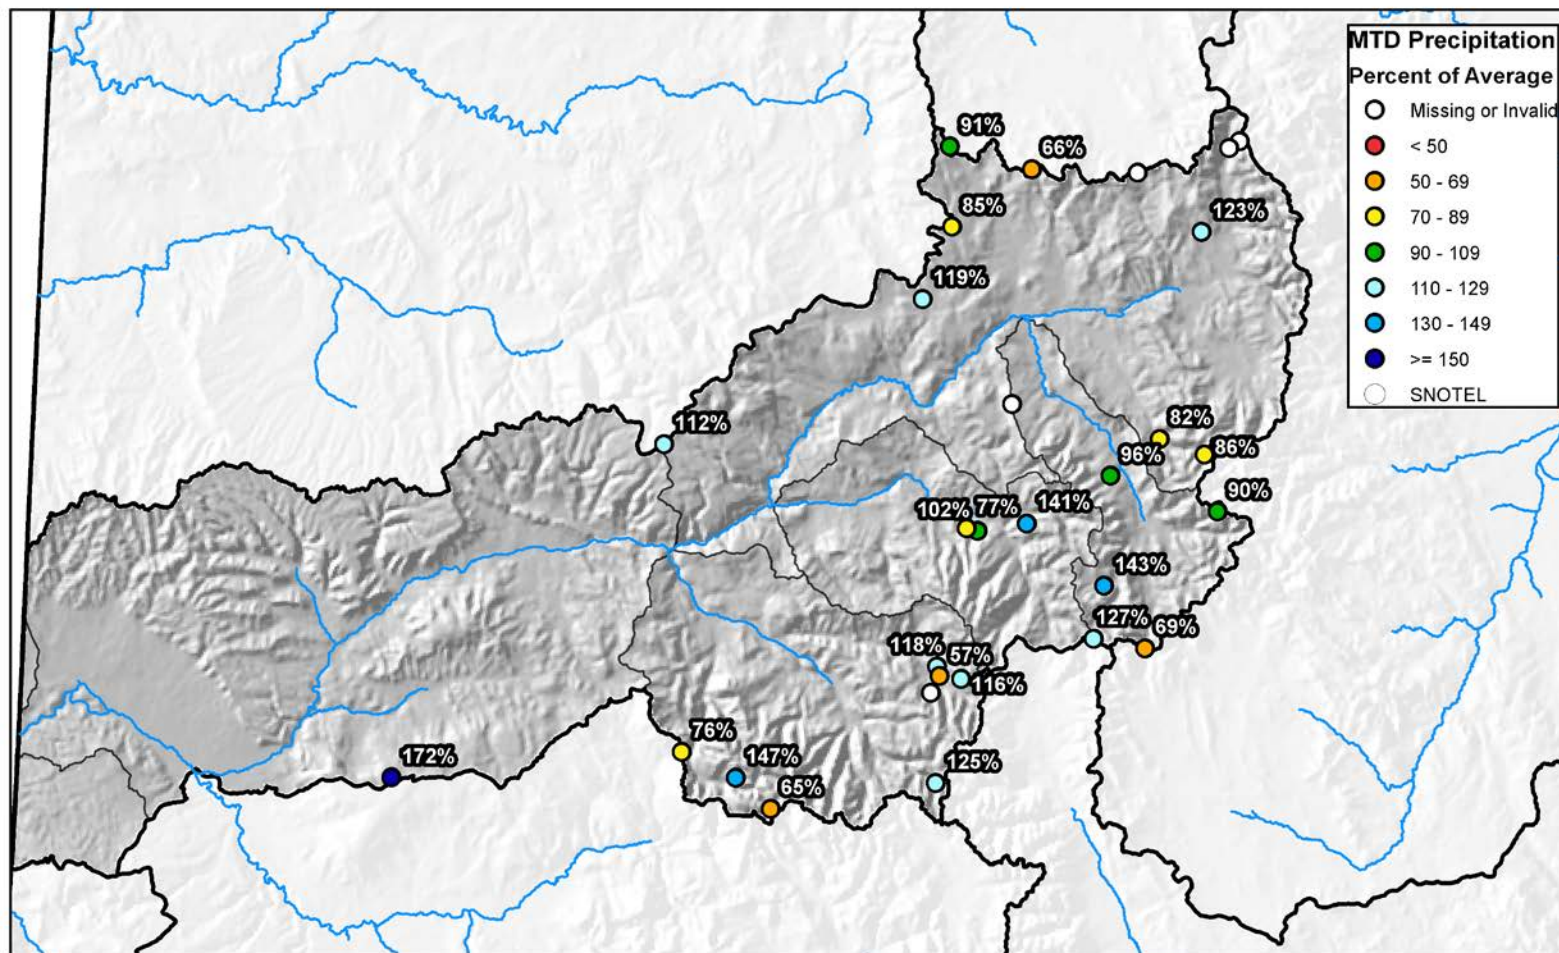 MTD Precipitation
Percent of Average
Missing or Invalid
< 50
50 - 69
70 - 89
90 - 109
110 - 129
130 - 149
>= 150
SNOTEL
91%
66%
85%
123%
119%
112%
82%
86%
96%
90%
102%
77%
141%
143%
127%
69%
118%
57%
116%
76%
172%
147%
125%
65%